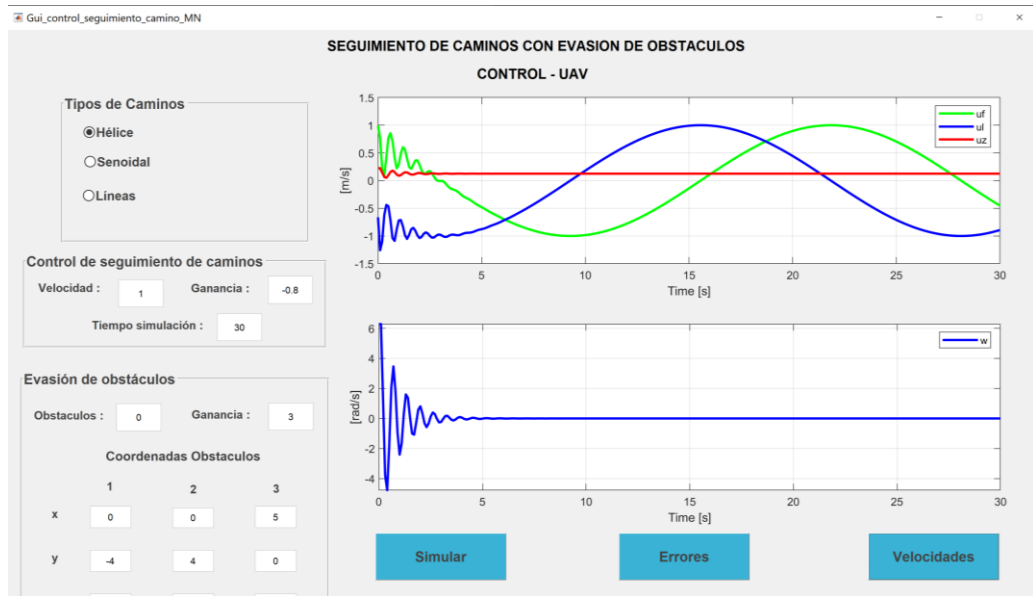 Gui_control_seguimiento_camino_MN
SEGUIMIENTO DE CAMINOS CON EVASION DE OBSTACULOS
CONTROL - UAV
Tipos de Caminos
Hélice
Senoidal
Líneas
Control de seguimiento de caminos
Velocidad : 1 Ganancia : -0.8
Tiempo simulación : 30
Evasión de obstáculos
Obstaculos : 0 Ganancia : 3
Coordenadas Obstaculos
1 2 3
x 0 0 5
y -4 4 0
1.5
1
0.5
0
-0.5
-1
-1.5
[m/s]
uf
ul
uz
0 5 10 15 20 25 30
Time [s]
6
4
2
0
-2
-4
[rad/s]
w
0 5 10 15 20 25 30
Time [s]
Simular Errores Velocidades